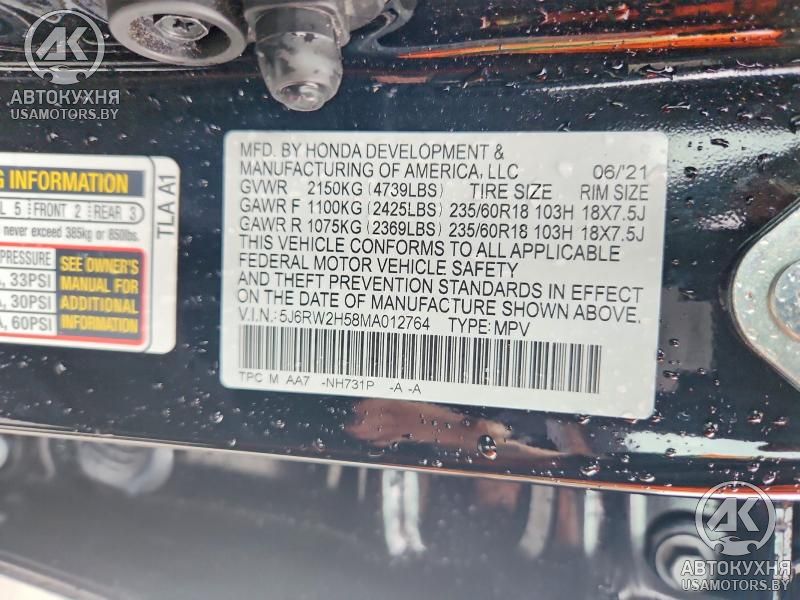 AK
АВТОКУХНЯ
USAMOTORS.BY
G INFORMATION
L 5 FRONT 2 REAR 3
never exceed 385kg or 850lbs.
PRESSURE
A, 33PSI
A, 30PSI
A, 60PSI
SEE OWNER'S
MANUAL FOR
ADDITIONAL
INFORMATION
TLA A1
MFD. BY HONDA DEVELOPMENT &
MANUFACTURING OF AMERICA, LLC 06/'21
GVWR 2150KG (4739LBS) TIRE SIZE RIM SIZE
GAWR F 1100KG (2425LBS) 235/60R18 103H 18X7.5J
GAWR R 1075KG (2369LBS) 235/60R18 103H 18X7.5J
THIS VEHICLE CONFORMS TO ALL APPLICABLE
FEDERAL MOTOR VEHICLE SAFETY
AND THEFT PREVENTION STANDARDS IN EFFECT
ON THE DATE OF MANUFACTURE SHOWN ABOVE.
V.I.N.: 5J6RW2H58MA012764 TYPE: MPV
TPC M AA7 -NH731P -A -A
AK
АВТОКУХНЯ
USAMOTORS.BY